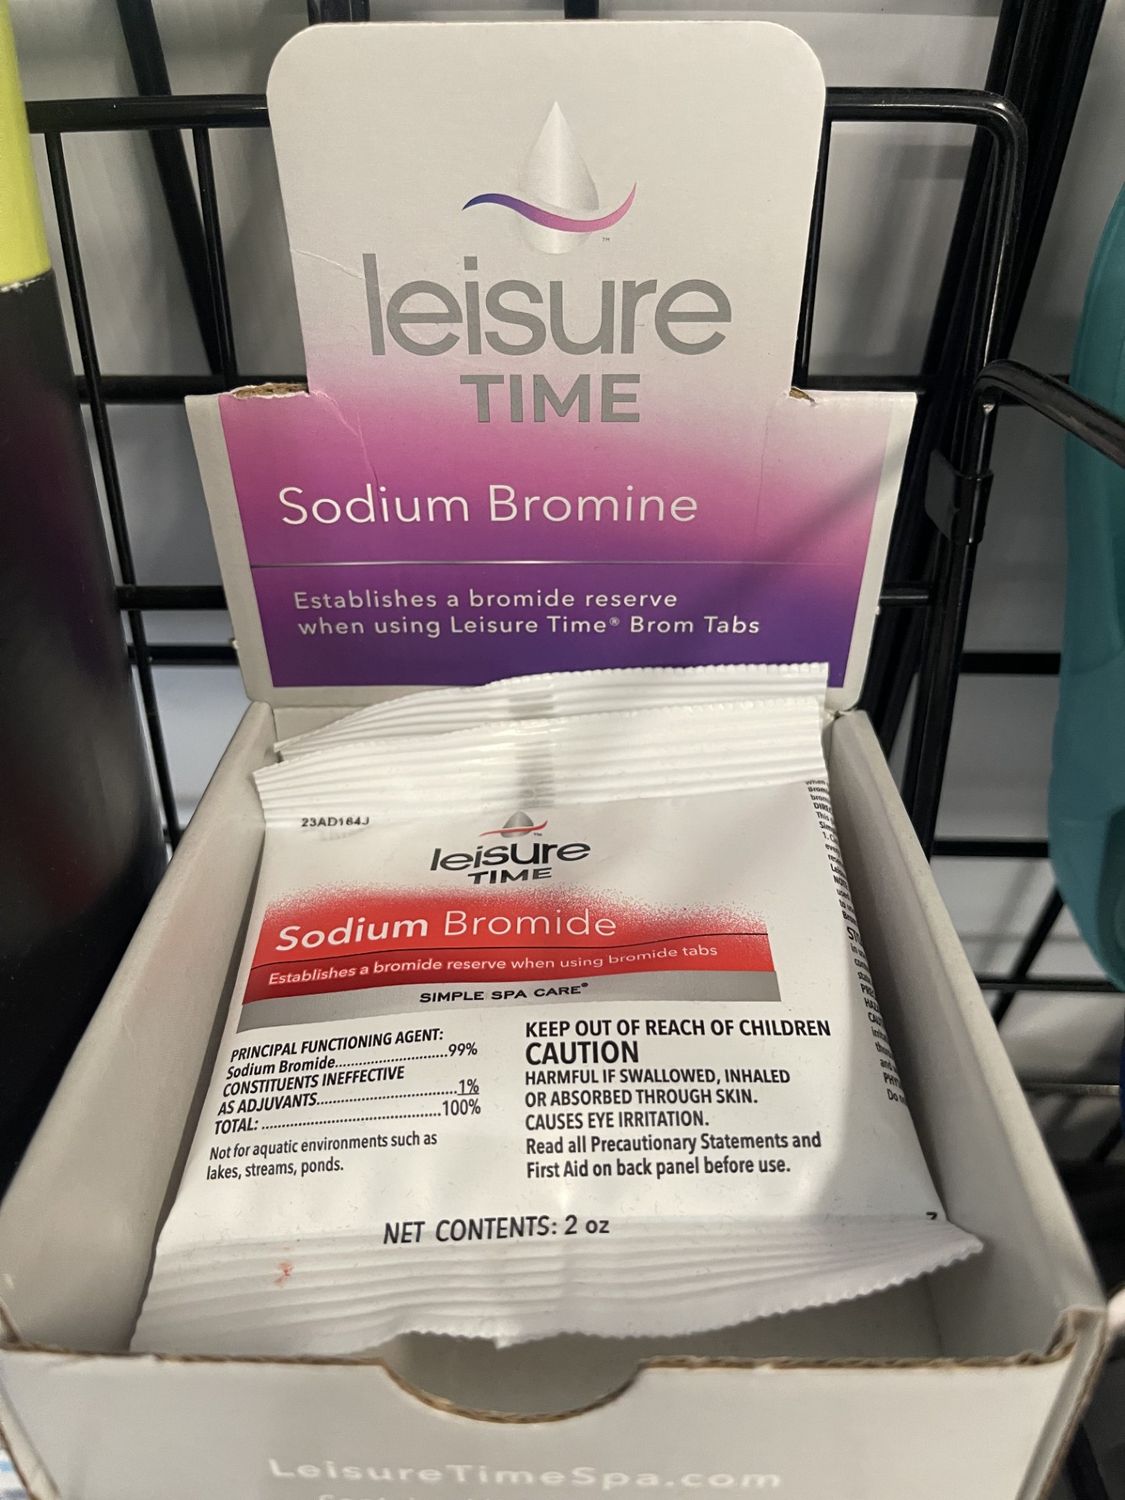 leisure
TIME
Sodium Bromine
Establishes a bromide reserve
when using Leisure Time® Brom Tabs
23AD164J
leisure
TIME
Sodium Bromide
Establishes a bromide reserve when using bromide tabs
SIMPLE SPA CARE®
PRINCIPAL FUNCTIONING AGENT:
Sodium Bromide..............................99%
CONSTITUENTS INEFFECTIVE
AS ADJUVANTS..............................1%
TOTAL: ..............................100%
Not for aquatic environments such as
lakes, streams, ponds.
KEEP OUT OF REACH OF CHILDREN
CAUTION
HARMFUL IF SWALLOWED, INHALED
OR ABSORBED THROUGH SKIN.
CAUSES EYE IRRITATION.
Read all Precautionary Statements and
First Aid on back panel before use.
NET CONTENTS: 2 oz
LeisureTimeSpa.com